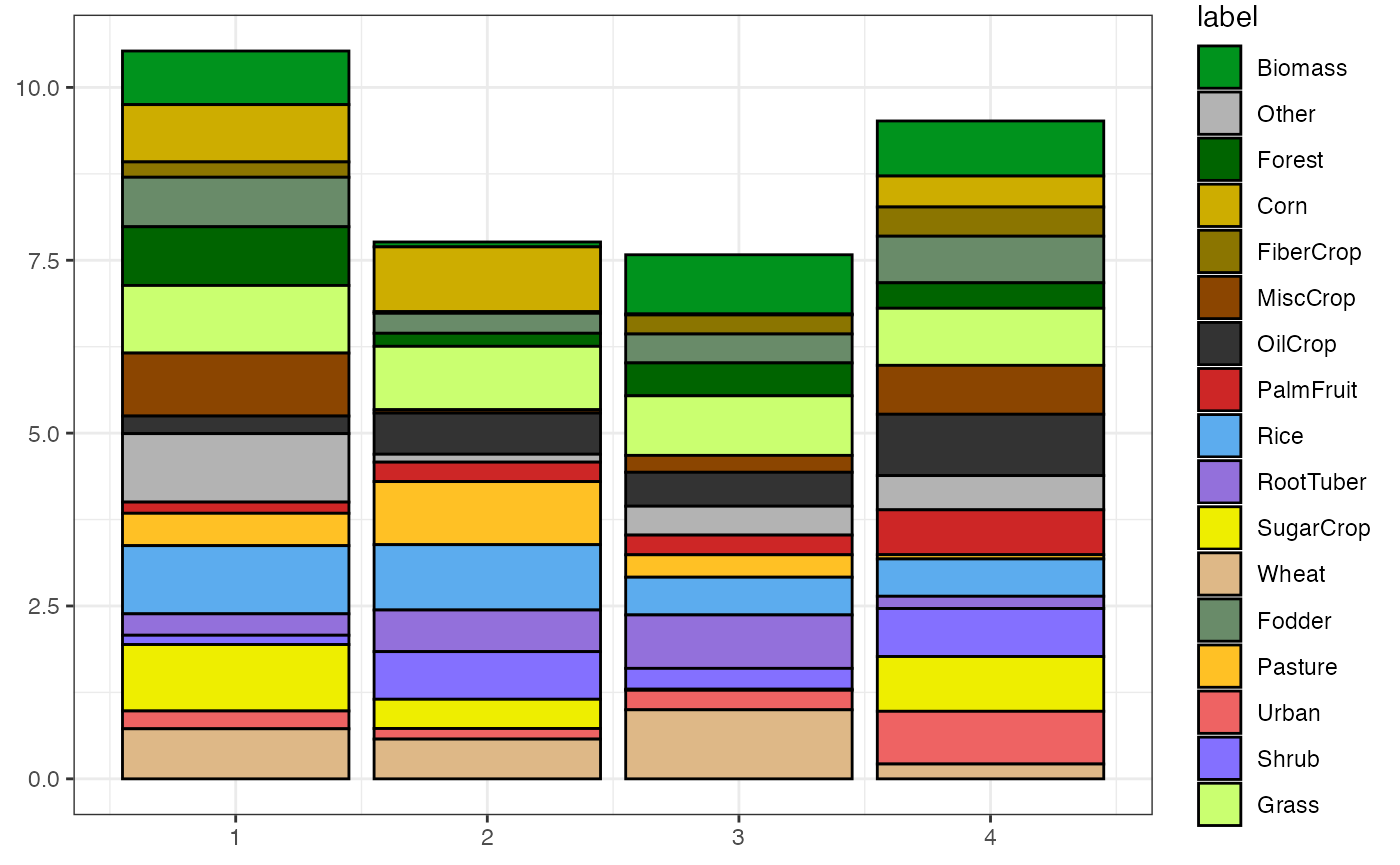 10.0
7.5
5.0
2.5
0.0
1 2 3 4
label
Biomass
Other
Forest
Corn
FiberCrop
MiscCrop
OilCrop
PalmFruit
Rice
RootTuber
SugarCrop
Wheat
Fodder
Pasture
Urban
Shrub
Grass